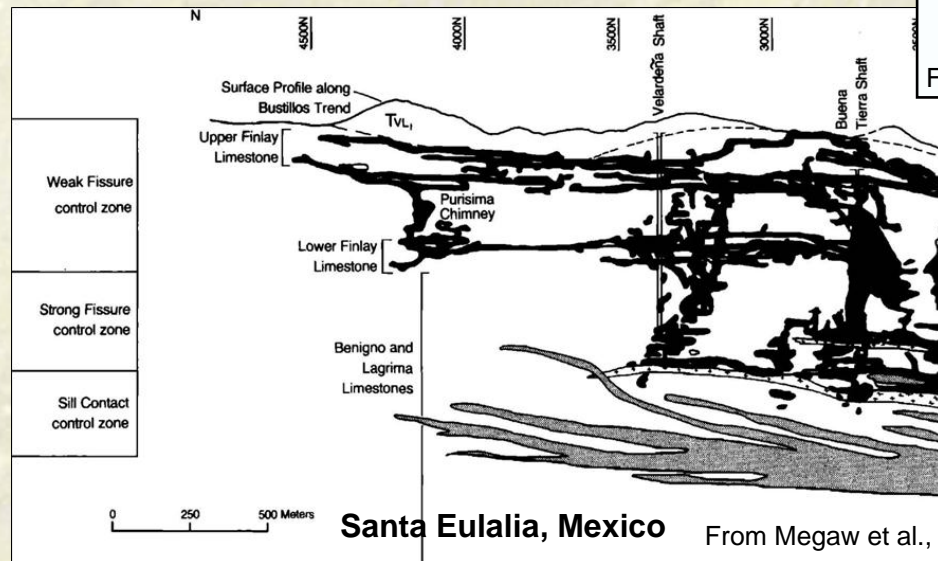 N
4500N
4000N
3500N
Velardeña Shaft
3000N
Buena
Tierra Shaft
F
Surface Profile along
Bustillos Trend
TVL₁
Upper Finlay
Limestone
Weak Fissure
control zone
Purisima
Chimney
Lower Finlay
Limestone
Strong Fissure
control zone
Benigno and
Lagrima
Limestones
Sill Contact
control zone
0 250 500 Meters
Santa Eulalia, Mexico
From Megaw et al.,